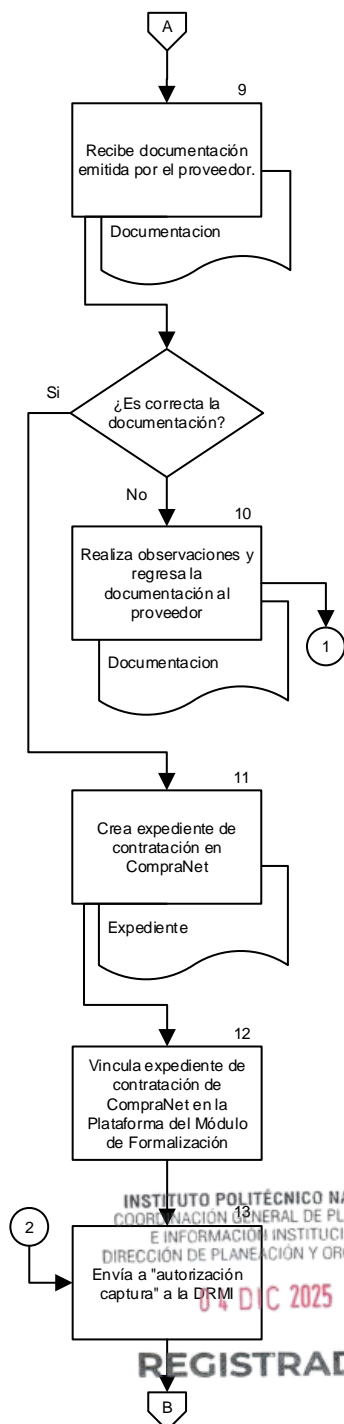 A
9
Recibe documentación
emitida por el proveedor.
Documentacion
Si
¿Es correcta la
documentación?
No
10
Realiza observaciones y
regresa la
documentación al
proveedor
1
Documentacion
11
Crea expediente de
contratación en
CompraNet
Expediente
12
Vincula expediente de
contratación de
CompraNet en la
Plataforma del Módulo
de Formalización
INSTITUTO POLITÉCNICO NA
2
13
COORDINACIÓN GENERAL DE PL
E INFORMACIÓN INSTITUCI
DIRECCIÓN DE PLANEACIÓN Y OR
Envía a "autorización
captura" a la DRMI
04 DIC 2025
REGISTRAD
B